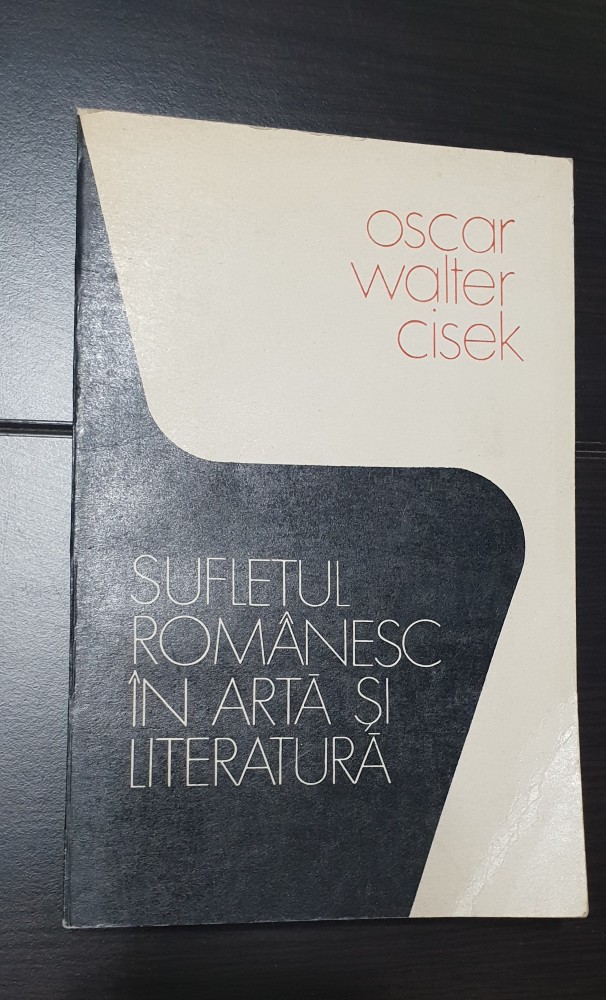 oscar
walter
cisek
SUFLETUL
ROMÂNESC
ÎN ARTĂ ȘI
LITERATURĂ